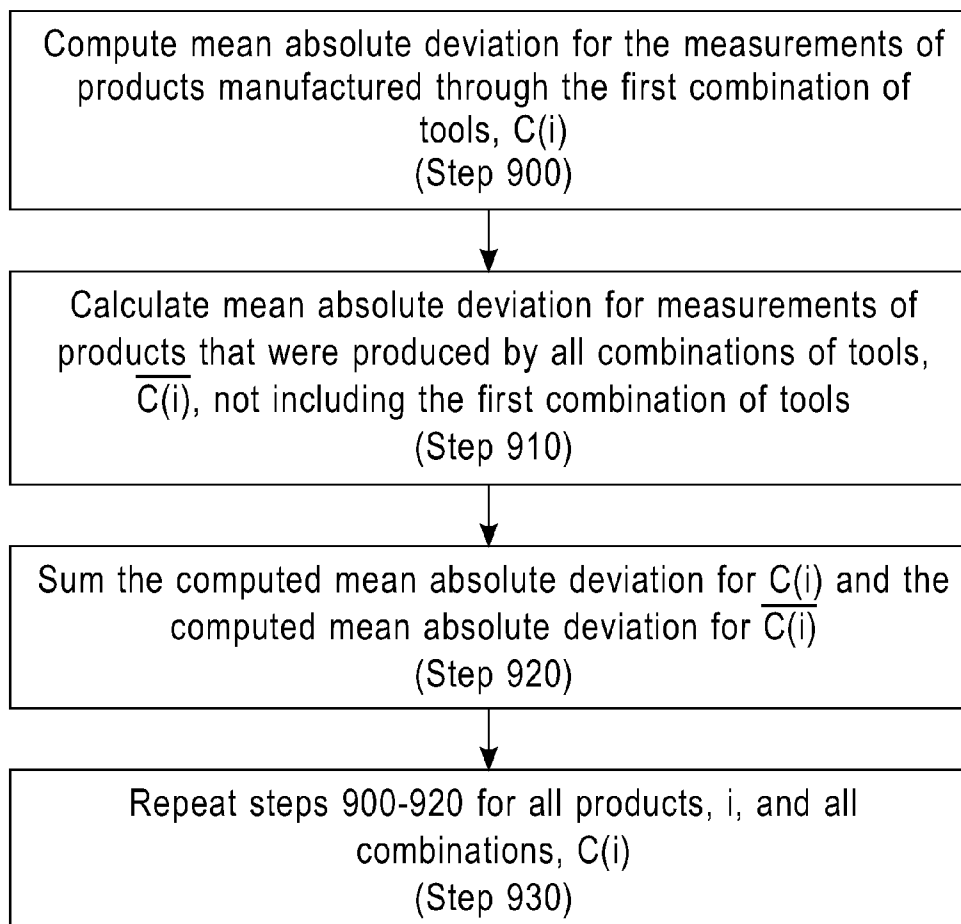 Compute mean absolute deviation for the measurements of
products manufactured through the first combination of
tools, C(i)
(Step 900)
Calculate mean absolute deviation for measurements of
products that were produced by all combinations of tools,
C̅(̅i̅)̅, not including the first combination of tools
(Step 910)
Sum the computed mean absolute deviation for C(i) and the
computed mean absolute deviation for C̅(̅i̅)̅
(Step 920)
Repeat steps 900-920 for all products, i, and all
combinations, C(i)
(Step 930)